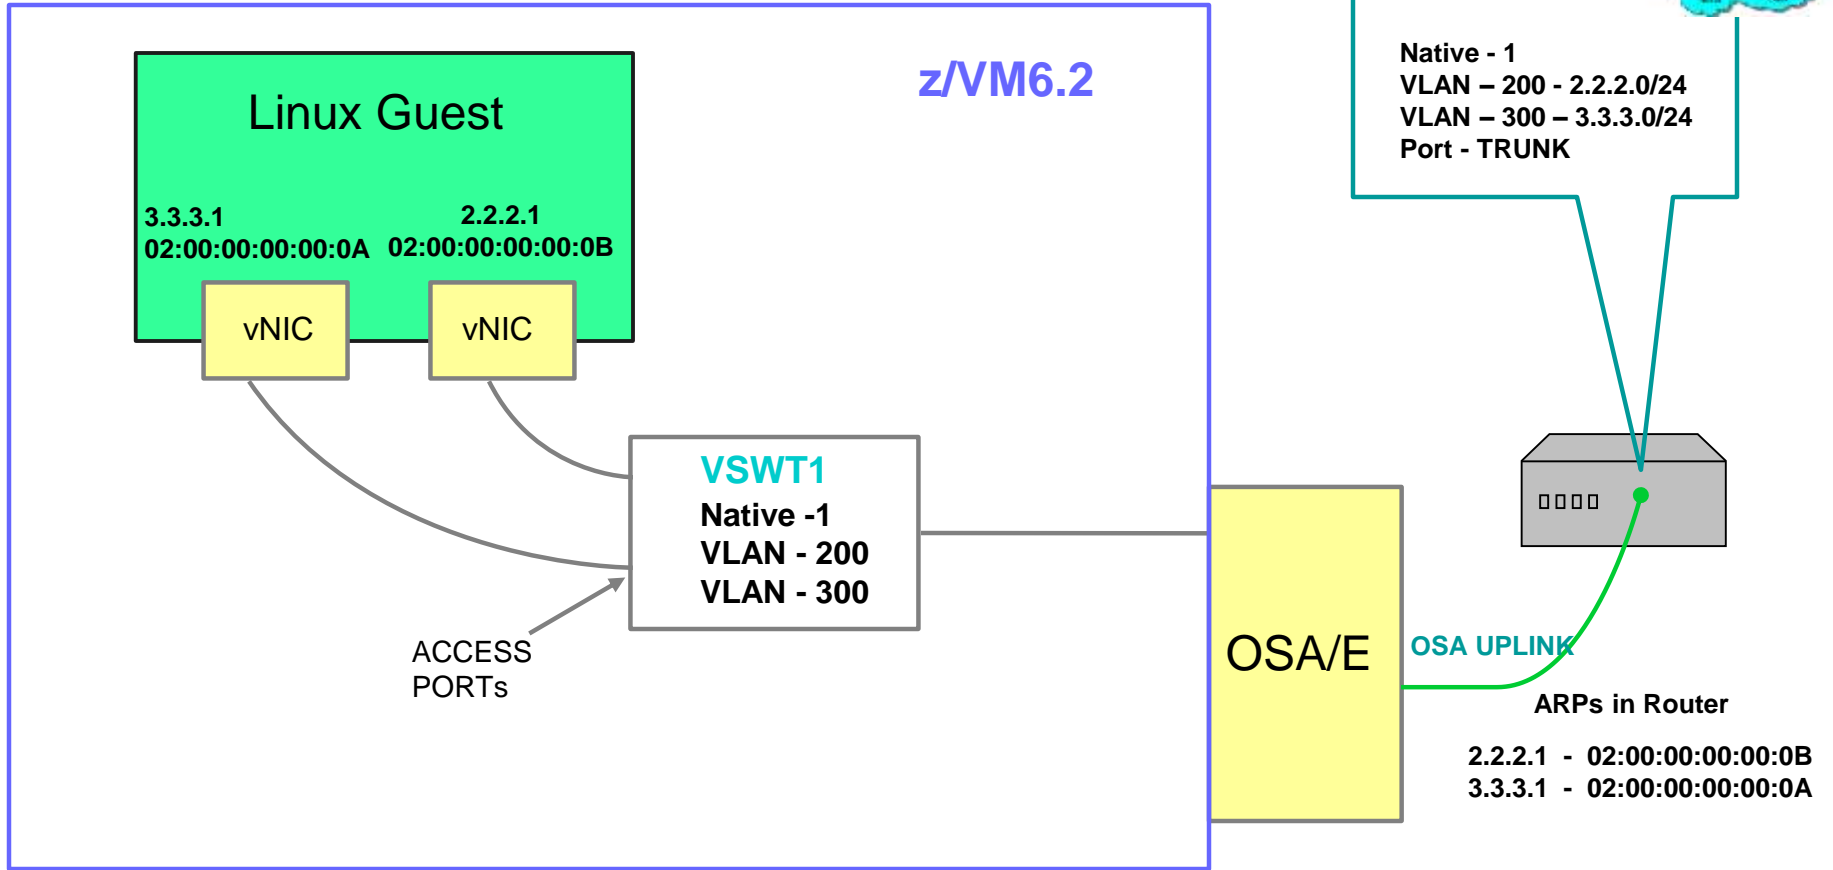 z/VM6.2
Linux Guest
3.3.3.1
02:00:00:00:00:0A
2.2.2.1
02:00:00:00:00:0B
vNIC
vNIC
VSWT1
Native -1
VLAN - 200
VLAN - 300
ACCESS
PORTs
OSA/E
Native - 1
VLAN – 200 - 2.2.2.0/24
VLAN – 300 – 3.3.3.0/24
Port - TRUNK
OSA UPLINK
ARPs in Router
2.2.2.1 - 02:00:00:00:00:0B
3.3.3.1 - 02:00:00:00:00:0A